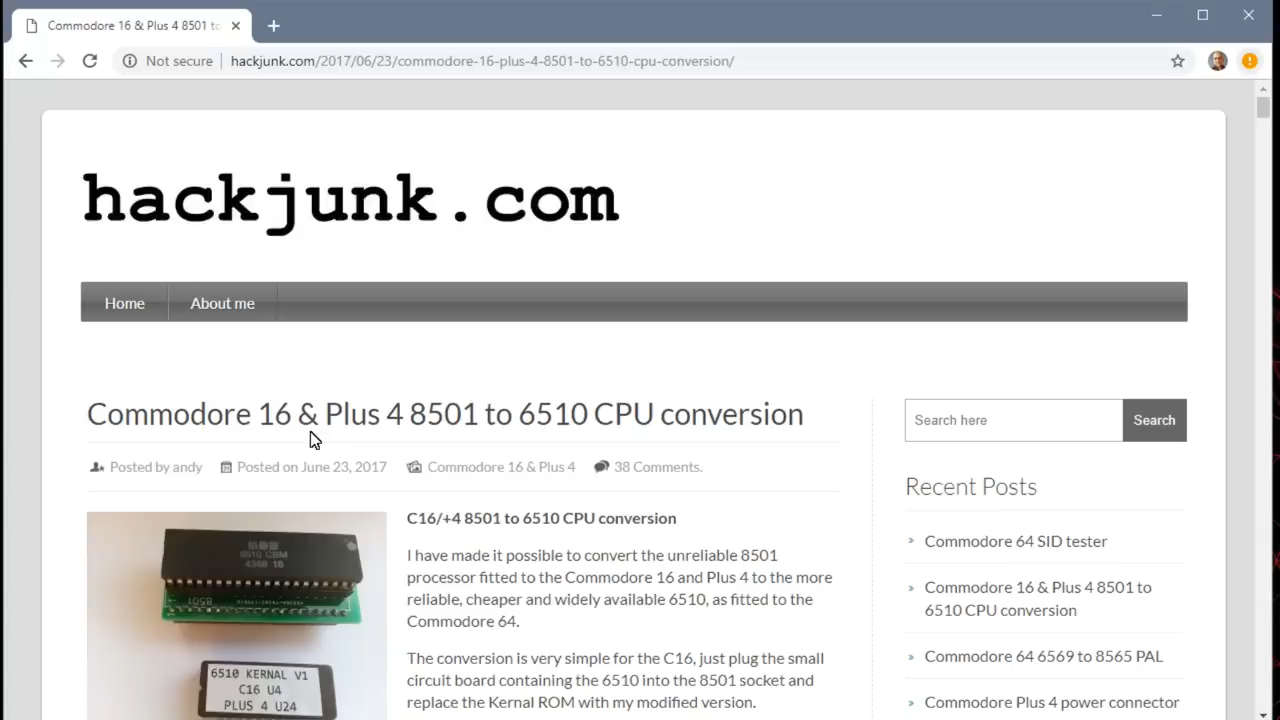 Commodore 16 & Plus 4 8501 to
Not secure hackjunk.com/2017/06/23/commodore-16-plus-4-8501-to-6510-cpu-conversion/
hackjunk.com
Home About me
Commodore 16 & Plus 4 8501 to 6510 CPU conversion
Posted by andy Posted on June 23, 2017 Commodore 16 & Plus 4 38 Comments.
6510 CBM
4388 16
8501
6510 KERNAL V1
C16 U4
PLUS 4 U24
C16/+4 8501 to 6510 CPU conversion
I have made it possible to convert the unreliable 8501
processor fitted to the Commodore 16 and Plus 4 to the more
reliable, cheaper and widely available 6510, as fitted to the
Commodore 64.
The conversion is very simple for the C16, just plug the small
circuit board containing the 6510 into the 8501 socket and
replace the Kernal ROM with my modified version.
Search here Search
Recent Posts
Commodore 64 SID tester
Commodore 16 & Plus 4 8501 to
6510 CPU conversion
Commodore 64 6569 to 8565 PAL
Commodore Plus 4 power connector